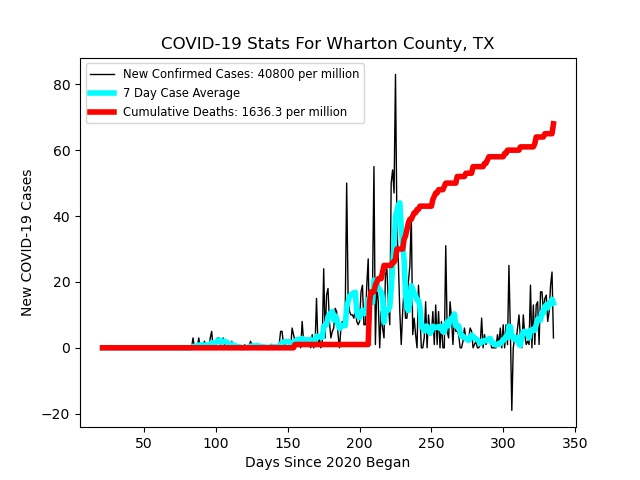 COVID-19 Stats For Wharton County, TX
New Confirmed Cases: 40800 per million
7 Day Case Average
Cumulative Deaths: 1636.3 per million
New COVID-19 Cases
80
60
40
20
0
−20
50 100 150 200 250 300 350
Days Since 2020 Began